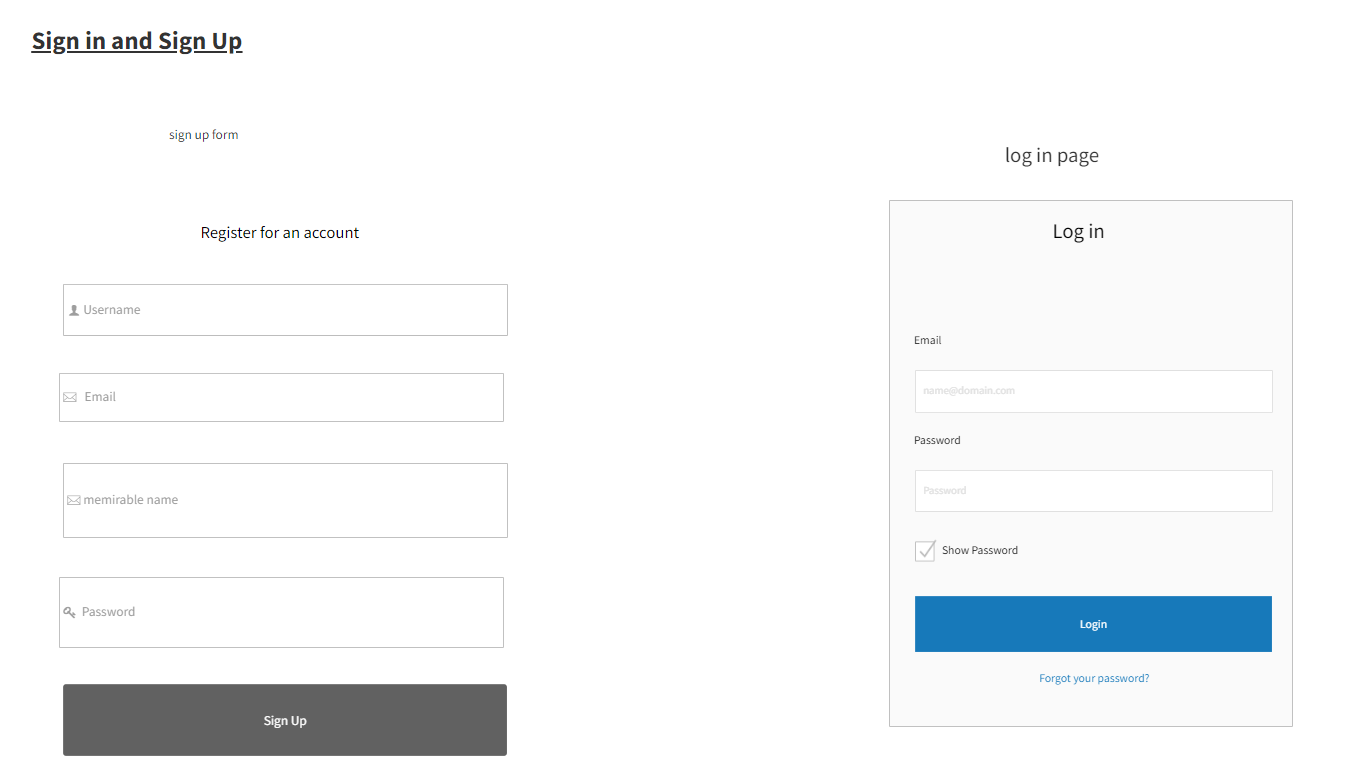 Sign in and Sign Up
sign up form
Register for an account
Username
Email
memirable name
Password
Sign Up
log in page
Log in
Email
name@domain.com
Password
Password
Show Password
Login
Forgot your password?